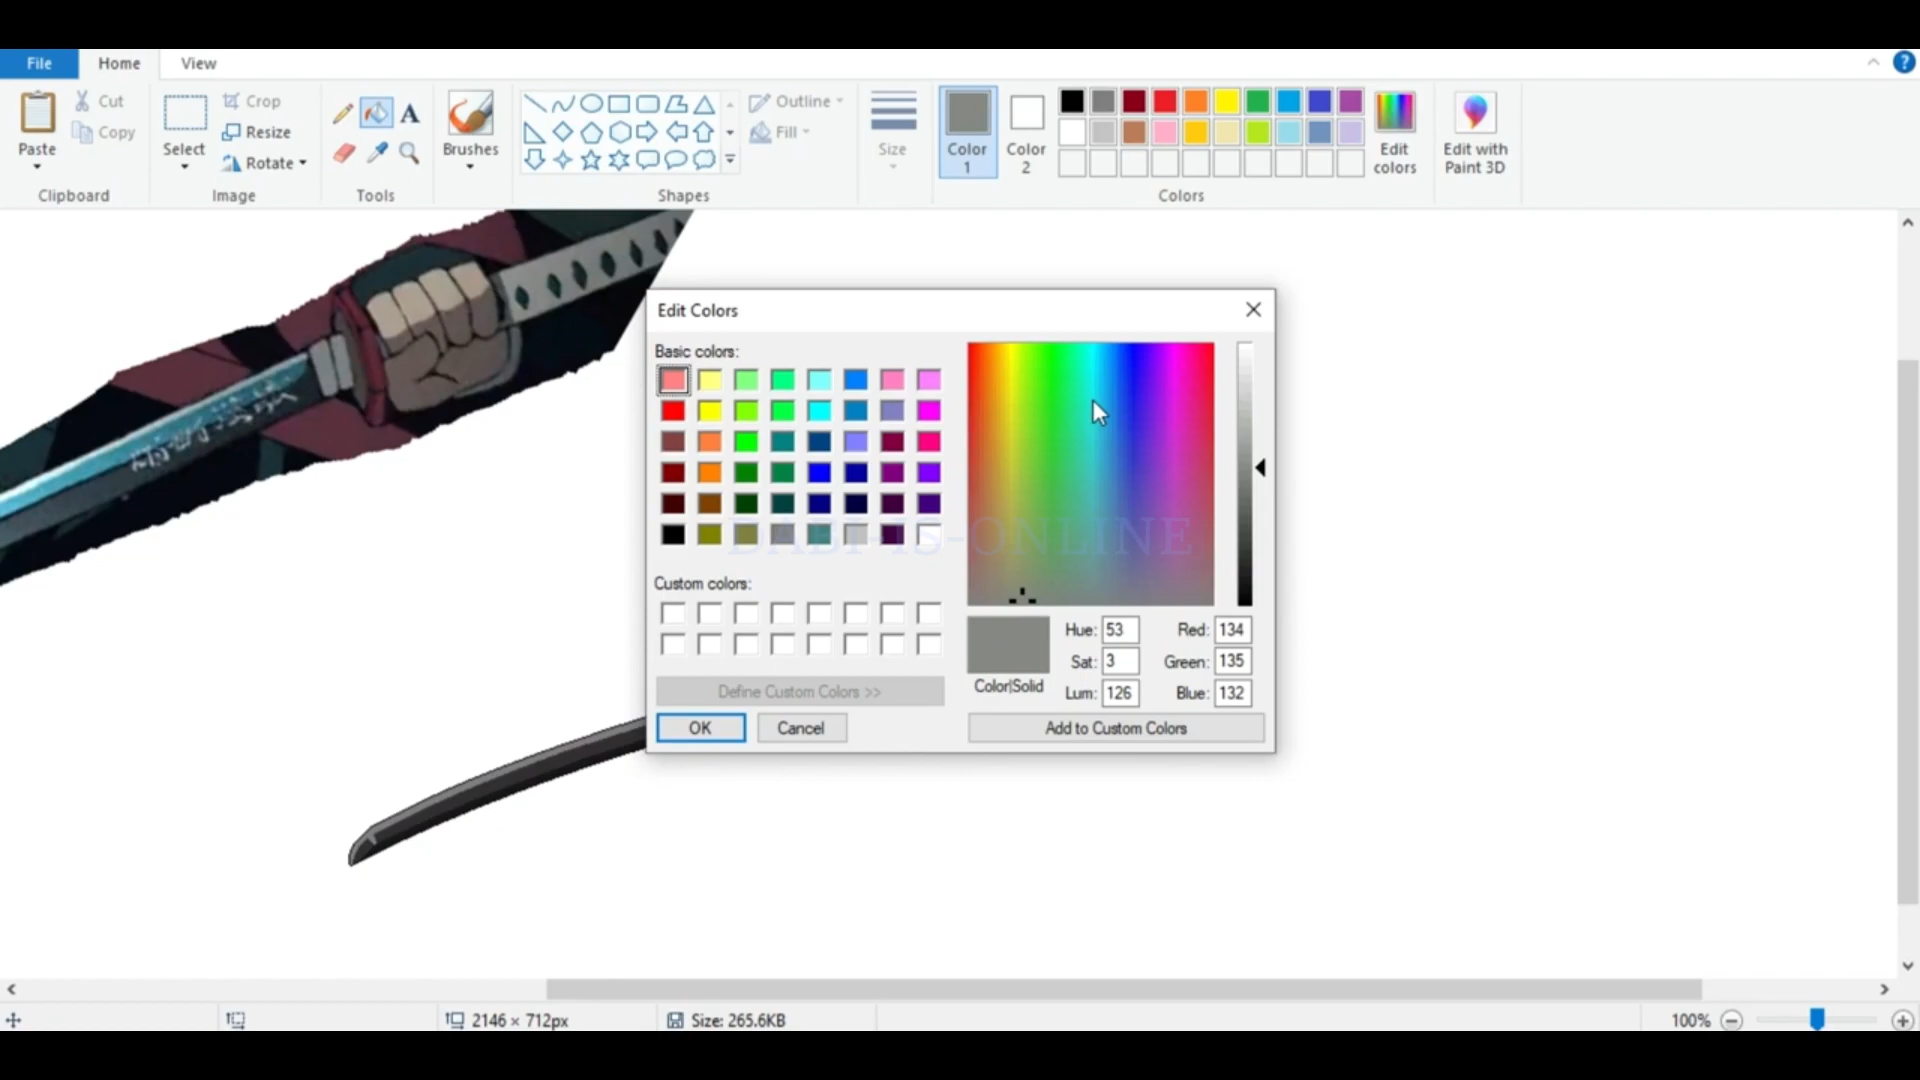 File Home View
Paste
Cut
Copy
Clipboard
Select
Crop
Resize
Rotate
Image
A
Tools
Brushes
Shapes
Outline
Fill
Size
Color 1
Color 2
Colors
Edit colors
Edit with Paint 3D
?
Edit Colors
Basic colors:
DABI-IS-ONLINE
Custom colors:
Define Custom Colors >>
OK Cancel
Color|Solid
Hue: 53 Red: 134
Sat: 3 Green: 135
Lum: 126 Blue: 132
Add to Custom Colors
2146 × 712px
Size: 265.6KB
100%